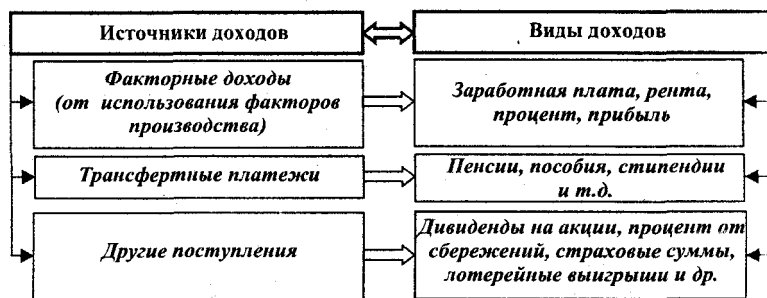 Источники доходов
Виды доходов
Факторные доходы
(от использования факторов
производства)
Заработная плата, рента,
процент, прибыль
Трансфертные платежи
Пенсии, пособия, стипендии
и т.д.
Другие поступления
Дивиденды на акции, процент от
сбережений, страховые суммы,
лотерейные выигрыши и др.